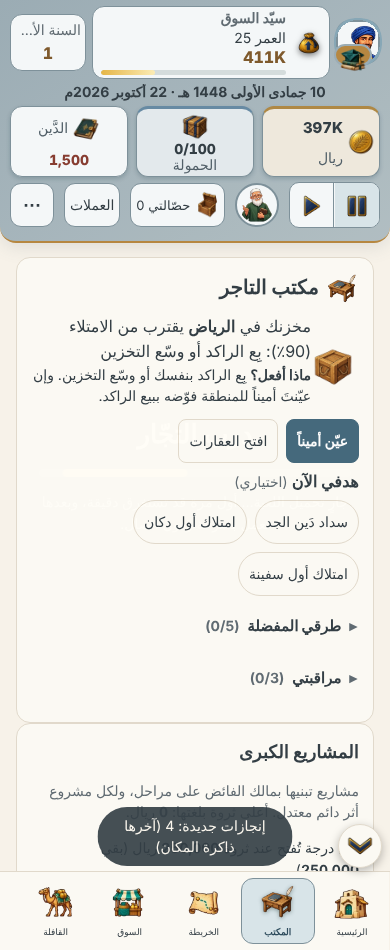 سيّد السوق
العمر 25
411K
السنة الأ...
1
10 جمادى الأولى 1448 هـ · 22 أكتوبر 2026م
397K
ريال
0/100
الحمولة
الدَّين
1,500
حصّالتي 0
العملات
...
مكتب التاجر
مخزنك في الرياض يقترب من الامتلاء
(90٪): بِع الراكد أو وسّع التخزين
ماذا أفعل؟ بِع الراكد بنفسك أو وسّع التخزين. وإن
عيّنتَ أميناً للمنطقة فوّضه ببيع الراكد.
عيّن أميناً
افتح العقارات
هدفي الآن (اختياري)
سداد دَين الجد
امتلاك أول دكان
امتلاك أول سفينة
◀ طرقي المفضلة (0/5)
◀ مراقبتي (0/3)
المشاريع الكبرى
مشاريع تبنيها بمالك الفائض على مراحل، ولكل مشروع
أثر دائم معتدل.
إنجازات جديدة: 4 (آخرها
ذاكرة المكان)
250,000)
الرئيسية
المكتب
الخريطة
السوق
القافلة